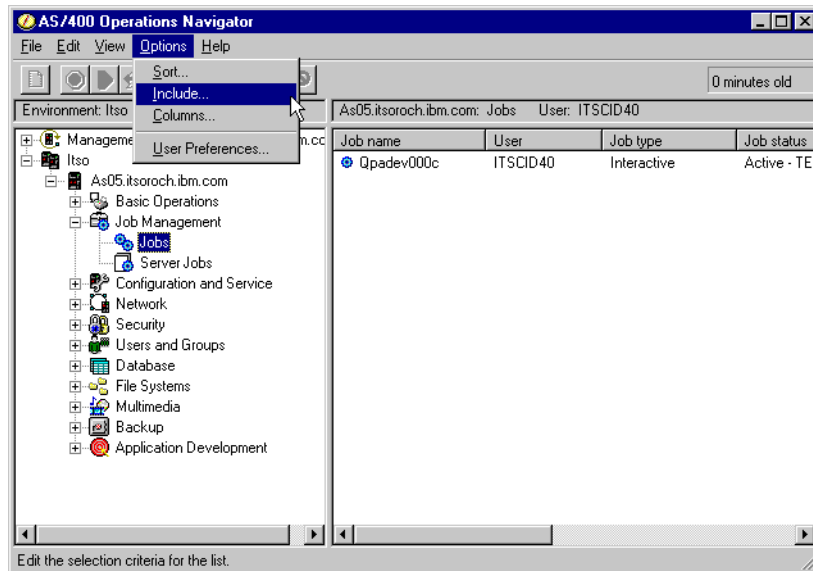 AS/400 Operations Navigator
File Edit View Options Help
Sort...
Include...
Columns...
User Preferences...
0 minutes old
Environment: Itso
As05.itsoroch.ibm.com: Jobs User: ITSCID40
Job name User Job type Job status
Qpadev000c ITSCID40 Interactive Active - TE
Itso
As05.itsoroch.ibm.com
Basic Operations
Job Management
Jobs
Server Jobs
Configuration and Service
Network
Security
Users and Groups
Database
File Systems
Multimedia
Backup
Application Development
Edit the selection criteria for the list.